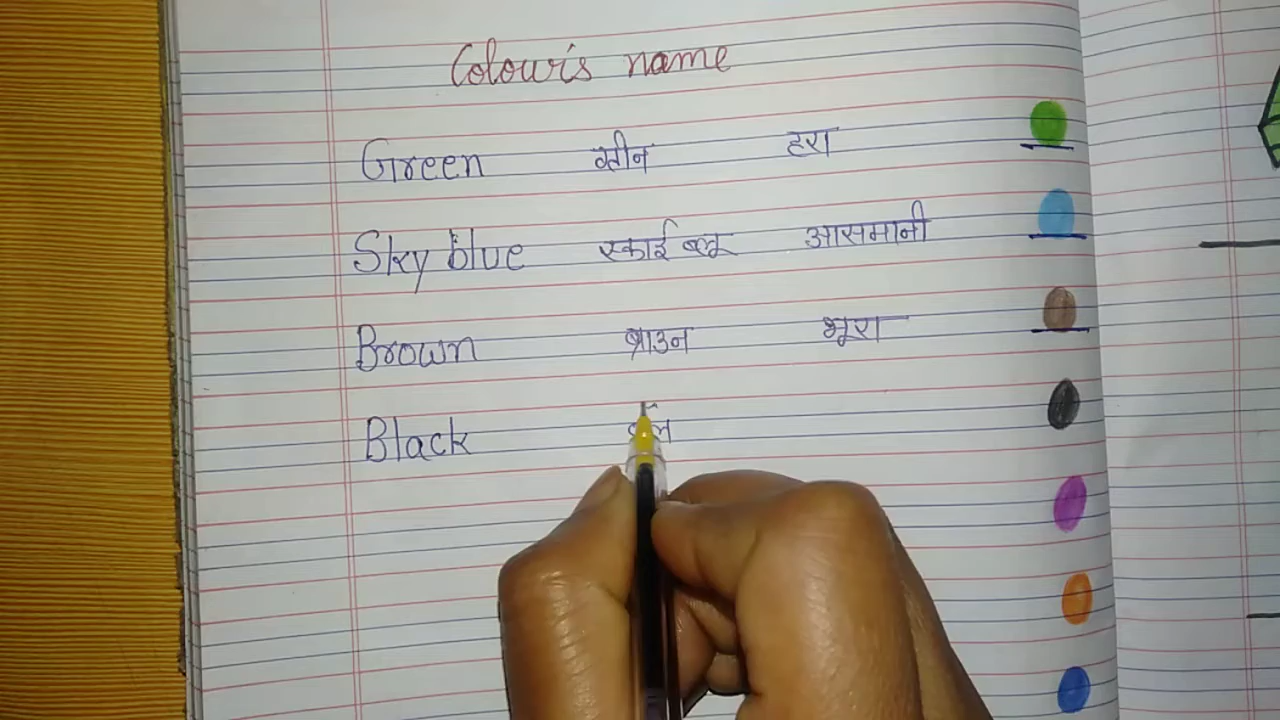 Colour's name
Green ग्रीन हरा
Sky blue स्काई ब्लू आसमानी
Brown ब्राउन भूरा
Black